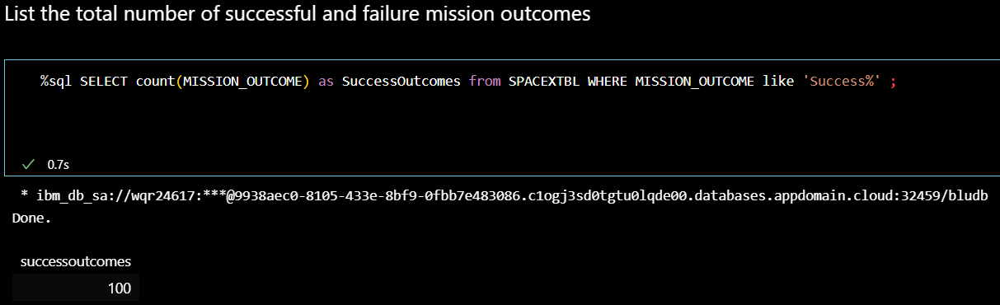 List the total number of successful and failure mission outcomes
%sql SELECT count(MISSION_OUTCOME) as SuccessOutcomes from SPACEXTBL WHERE MISSION_OUTCOME like 'Success%' ;
0.7s
* ibm_db_sa://wqr24617:***@9938aec0-8105-433e-8bf9-0fbb7e483086.c1ogj3sd0tgtu0lqde00.databases.appdomain.cloud:32459/bludb
Done.
successoutcomes
100